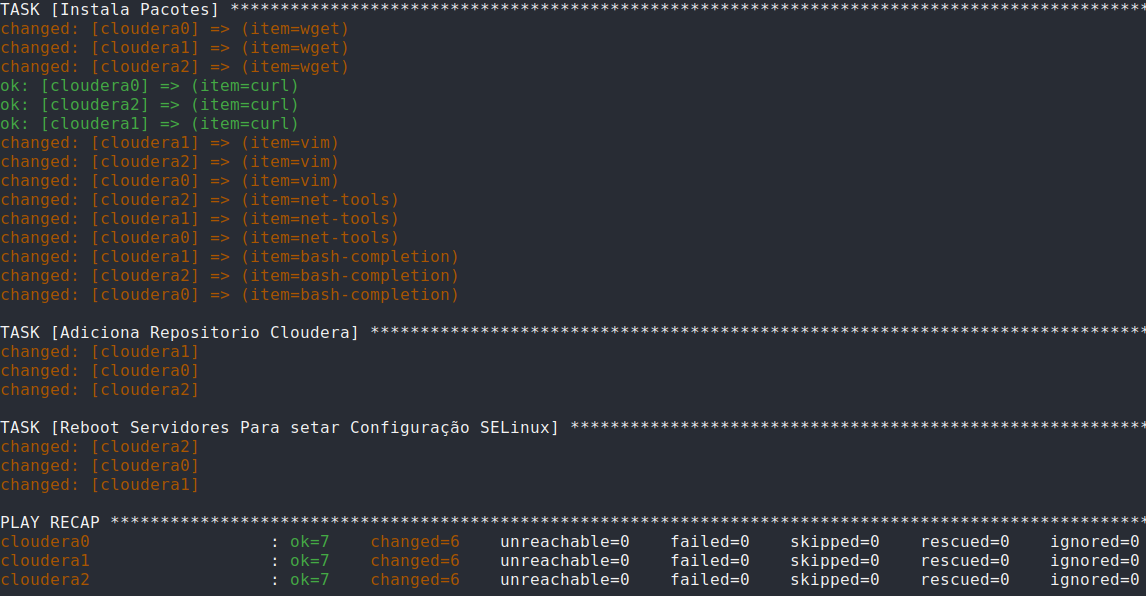 TASK [Instala Pacotes] ********************************************************************************************
changed: [cloudera0] => (item=wget)
changed: [cloudera1] => (item=wget)
changed: [cloudera2] => (item=wget)
ok: [cloudera0] => (item=curl)
ok: [cloudera2] => (item=curl)
ok: [cloudera1] => (item=curl)
changed: [cloudera1] => (item=vim)
changed: [cloudera2] => (item=vim)
changed: [cloudera0] => (item=vim)
changed: [cloudera2] => (item=net-tools)
changed: [cloudera1] => (item=net-tools)
changed: [cloudera0] => (item=net-tools)
changed: [cloudera1] => (item=bash-completion)
changed: [cloudera2] => (item=bash-completion)
changed: [cloudera0] => (item=bash-completion)
TASK [Adiciona Repositorio Cloudera] ******************************************************************************
changed: [cloudera1]
changed: [cloudera0]
changed: [cloudera2]
TASK [Reboot Servidores Para setar Configuração SELinux] **********************************************************
changed: [cloudera2]
changed: [cloudera0]
changed: [cloudera1]
PLAY RECAP ********************************************************************************************************
cloudera0 : ok=7 changed=6 unreachable=0 failed=0 skipped=0 rescued=0 ignored=0
cloudera1 : ok=7 changed=6 unreachable=0 failed=0 skipped=0 rescued=0 ignored=0
cloudera2 : ok=7 changed=6 unreachable=0 failed=0 skipped=0 rescued=0 ignored=0